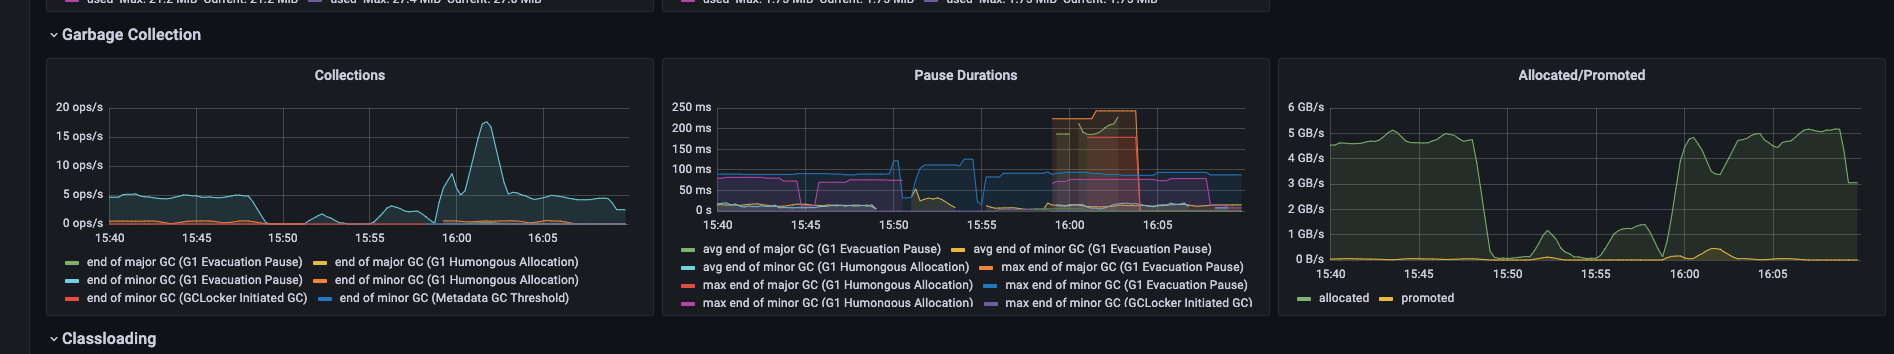 used Max: 21.2 MiB Current: 21.2 MiB used Max: 27.4 MiB Current: 27.0 MiB
used Max: 1.75 MiB Current: 1.75 MiB used Max: 1.75 MiB Current: 1.75 MiB
Garbage Collection
Collections
20 ops/s
15 ops/s
10 ops/s
5 ops/s
0 ops/s
15:40 15:45 15:50 15:55 16:00 16:05
end of major GC (G1 Evacuation Pause) end of major GC (G1 Humongous Allocation)
end of minor GC (G1 Evacuation Pause) end of minor GC (G1 Humongous Allocation)
end of minor GC (GCLocker Initiated GC) end of minor GC (Metadata GC Threshold)
Pause Durations
250 ms
200 ms
150 ms
100 ms
50 ms
0 s
15:40 15:45 15:50 15:55 16:00 16:05
avg end of major GC (G1 Evacuation Pause) avg end of minor GC (G1 Evacuation Pause)
avg end of minor GC (G1 Humongous Allocation) max end of major GC (G1 Evacuation Pause)
max end of major GC (G1 Humongous Allocation) max end of minor GC (G1 Evacuation Pause)
max end of minor GC (G1 Humongous Allocation) max end of minor GC (GCLocker Initiated GC)
Allocated/Promoted
6 GB/s
5 GB/s
4 GB/s
3 GB/s
2 GB/s
1 GB/s
0 B/s
15:40 15:45 15:50 15:55 16:00 16:05
allocated promoted
Classloading